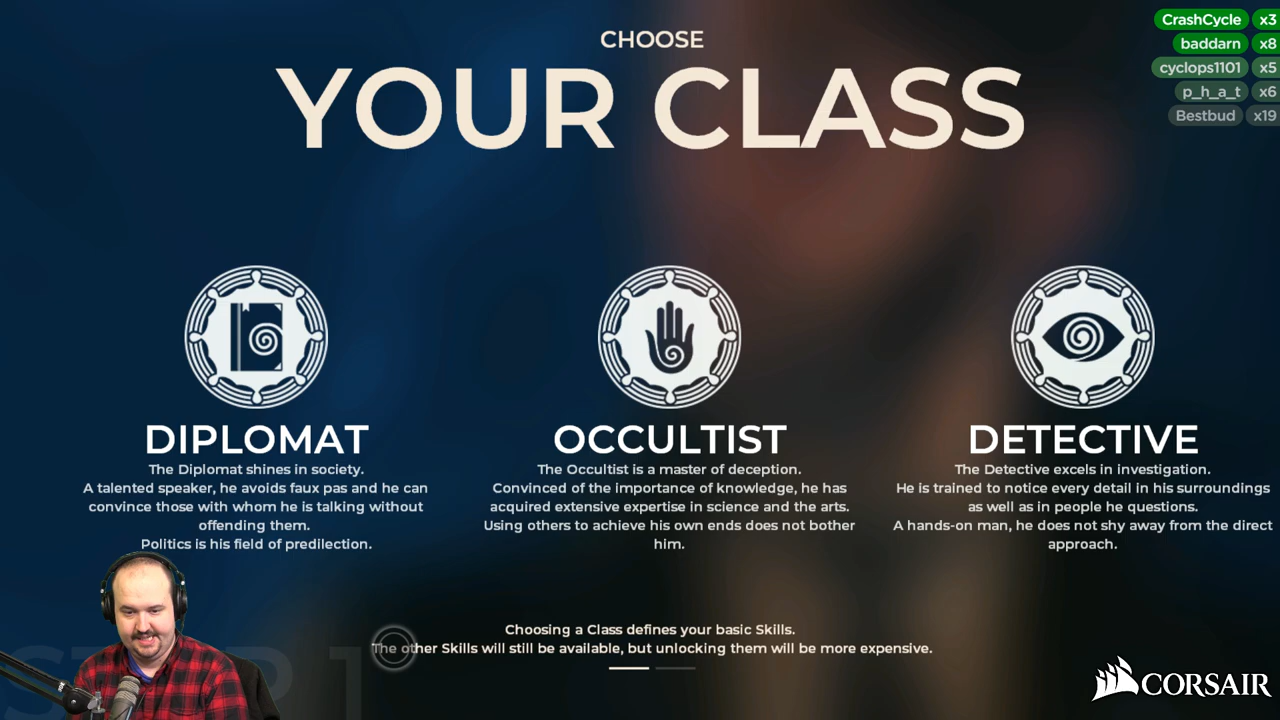 CHOOSE
YOUR CLASS
CrashCycle x3
baddarn x8
cyclops1101 x5
p_h_a_t x6
Bestbud x19
DIPLOMAT
The Diplomat shines in society.
A talented speaker, he avoids faux pas and he can
convince those with whom he is talking without
offending them.
Politics is his field of predilection.
OCCULTIST
The Occultist is a master of deception.
Convinced of the importance of knowledge, he has
acquired extensive expertise in science and the arts.
Using others to achieve his own ends does not bother
him.
DETECTIVE
The Detective excels in investigation.
He is trained to notice every detail in his surroundings
as well as in people he questions.
A hands-on man, he does not shy away from the direct
approach.
Choosing a Class defines your basic Skills.
The other Skills will still be available, but unlocking them will be more expensive.
CORSAIR